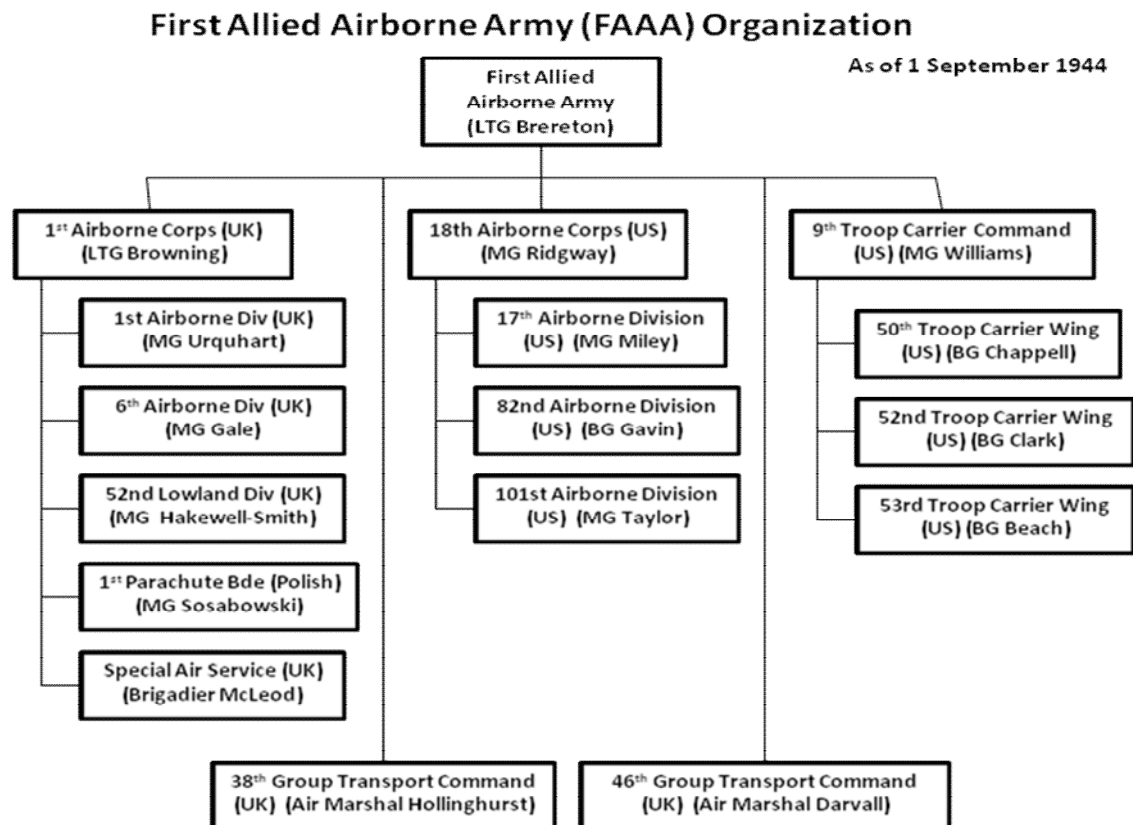 First Allied Airborne Army (FAAA) Organization
As of 1 September 1944
First Allied
Airborne Army
(LTG Brereton)
1st Airborne Corps (UK)
(LTG Browning)
18th Airborne Corps (US)
(MG Ridgway)
9th Troop Carrier Command
(US) (MG Williams)
1st Airborne Div (UK)
(MG Urquhart)
6th Airborne Div (UK)
(MG Gale)
52nd Lowland Div (UK)
(MG Hakewell-Smith)
1st Parachute Bde (Polish)
(MG Sosabowski)
Special Air Service (UK)
(Brigadier McLeod)
17th Airborne Division
(US) (MG Miley)
82nd Airborne Division
(US) (BG Gavin)
101st Airborne Division
(US) (MG Taylor)
50th Troop Carrier Wing
(US) (BG Chappell)
52nd Troop Carrier Wing
(US) (BG Clark)
53rd Troop Carrier Wing
(US) (BG Beach)
38th Group Transport Command
(UK) (Air Marshal Hollinghurst)
46th Group Transport Command
(UK) (Air Marshal Darvall)